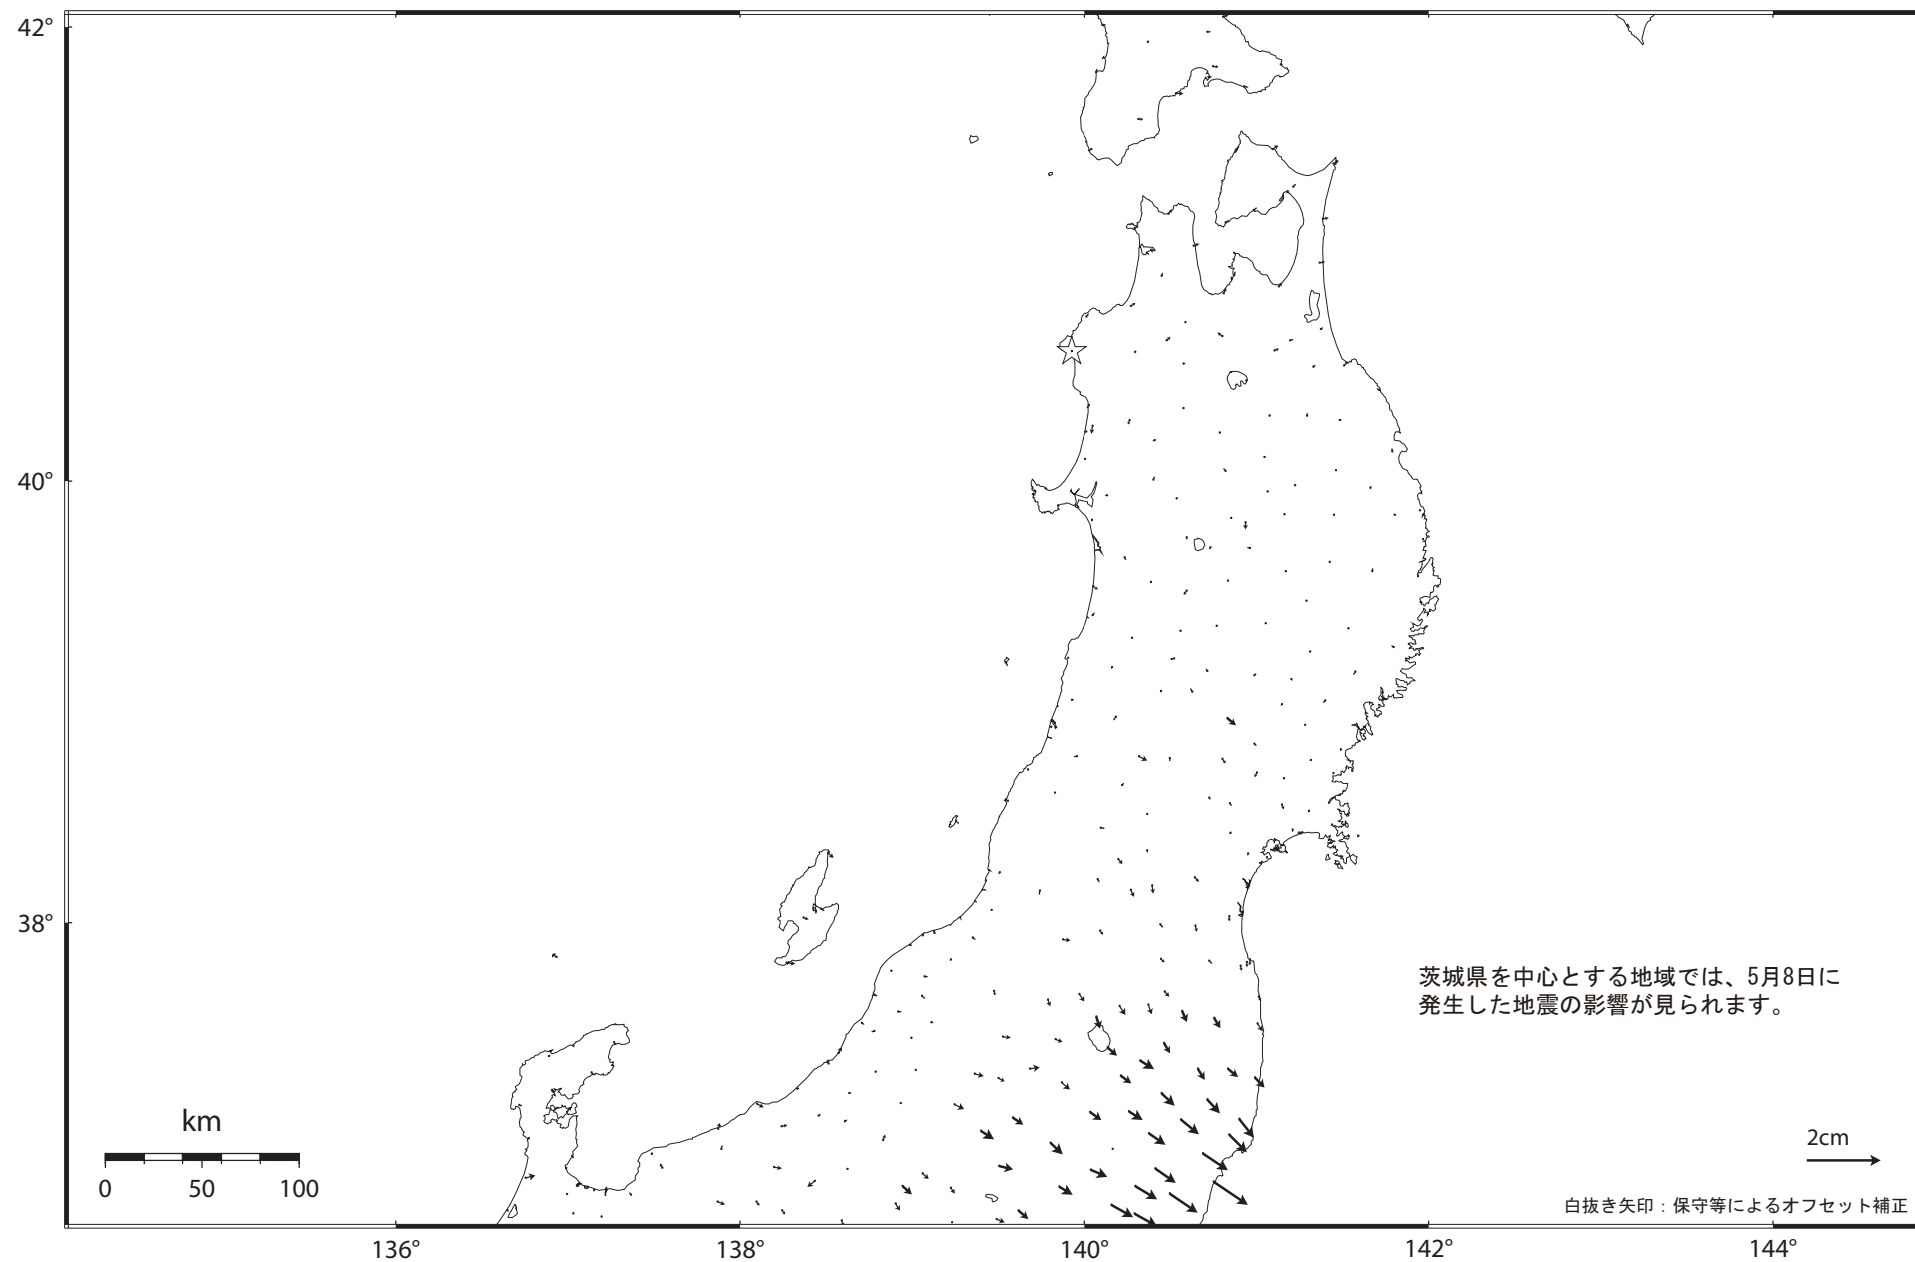 42°
40°
38°
茨城県を中心とする地域では、5月8日に
発生した地震の影響が見られます。
km
0 50 100
2cm
白抜き矢印：保守等によるオフセット補正
136° 138° 140° 142° 144°